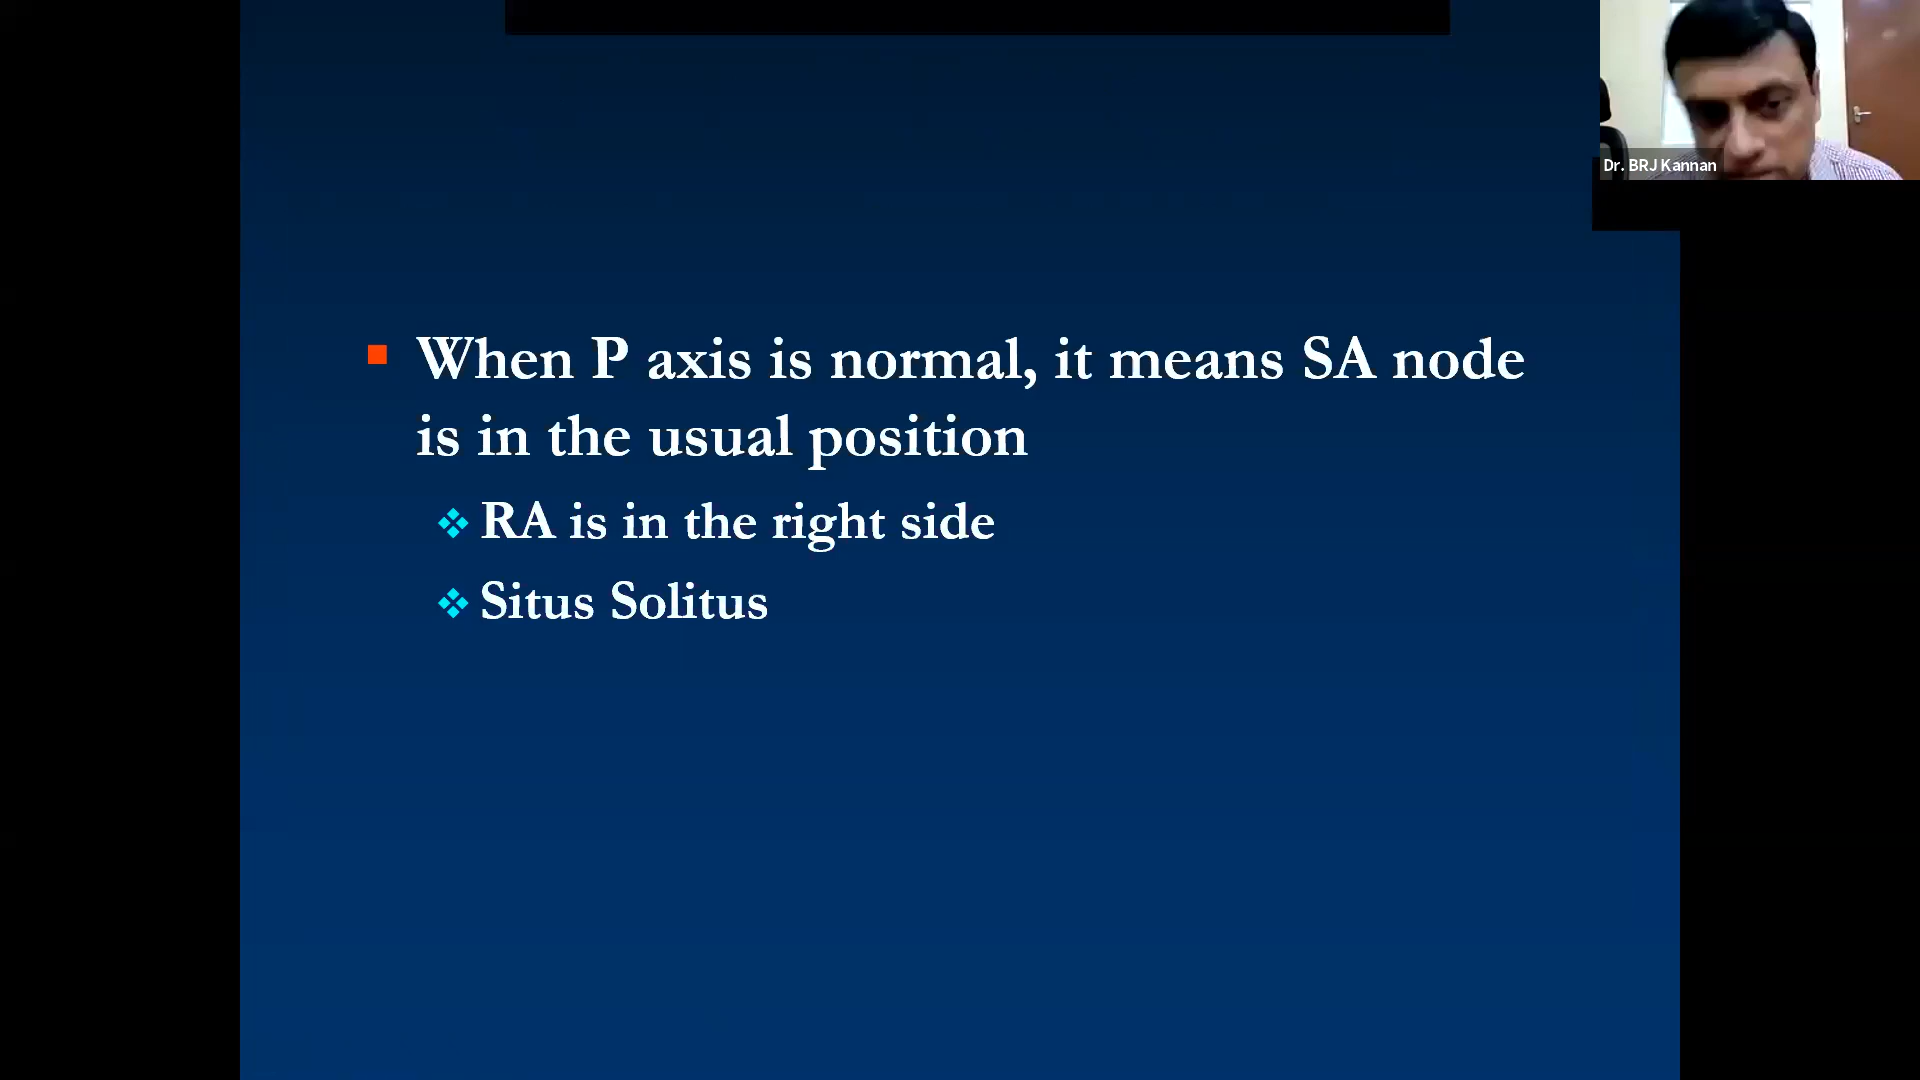 Dr. BRJ Kannan
When P axis is normal, it means SA node
is in the usual position
RA is in the right side
Situs Solitus